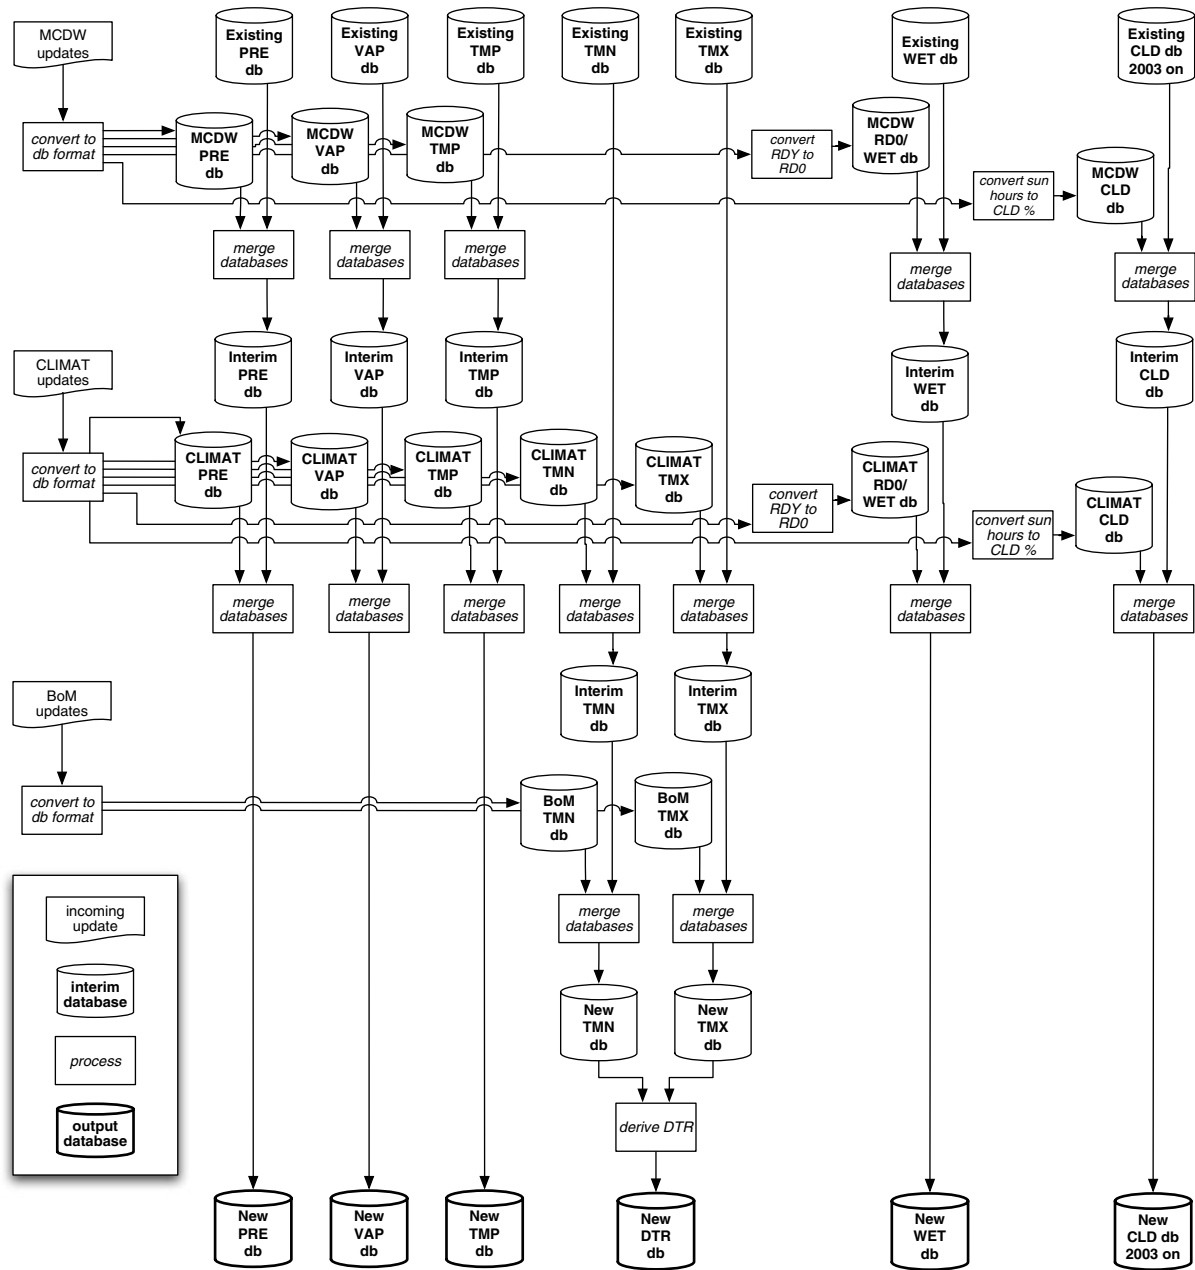 MCDW
updates
Existing
PRE
db
Existing
VAP
db
Existing
TMP
db
Existing
TMN
db
Existing
TMX
db
Existing
WET db
Existing
CLD db
2003 on
convert to
db format
MCDW
PRE
db
MCDW
VAP
db
MCDW
TMP
db
convert
RDY to
RD0
MCDW
RD0/
WET db
convert sun
hours to
CLD %
MCDW
CLD
db
merge
databases
merge
databases
merge
databases
merge
databases
merge
databases
CLIMAT
updates
Interim
PRE
db
Interim
VAP
db
Interim
TMP
db
Interim
WET
db
Interim
CLD
db
convert to
db format
CLIMAT
PRE
db
CLIMAT
VAP
db
CLIMAT
TMP
db
CLIMAT
TMN
db
CLIMAT
TMX
db
convert
RDY to
RD0
CLIMAT
RD0/
WET db
convert sun
hours to
CLD %
CLIMAT
CLD
db
merge
databases
merge
databases
merge
databases
merge
databases
merge
databases
merge
databases
merge
databases
BoM
updates
Interim
TMN
db
Interim
TMX
db
convert to
db format
BoM
TMN
db
BoM
TMX
db
merge
databases
merge
databases
incoming
update
interim
database
process
output
database
New
TMN
db
New
TMX
db
derive DTR
New
PRE
db
New
VAP
db
New
TMP
db
New
DTR
db
New
WET
db
New
CLD db
2003 on